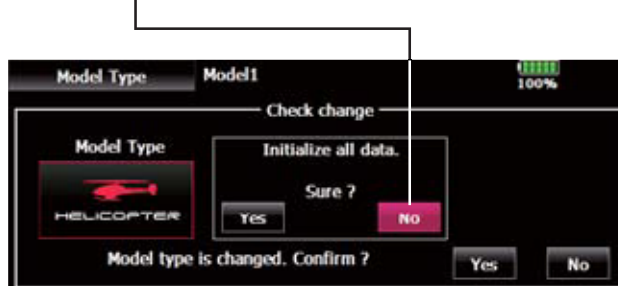 Model Type Model1 100%
Check change
Model Type Initialize all data.
Sure ?
HELICOPTER Yes No
Model type is changed. Confirm ? Yes No